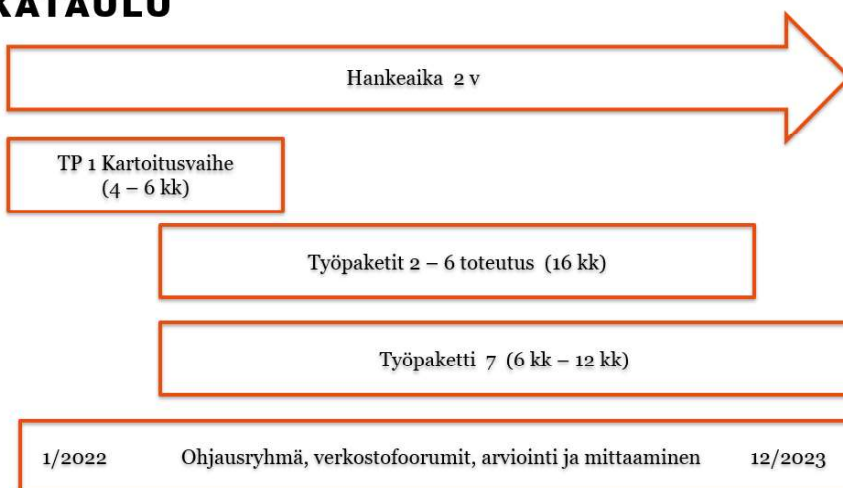 KATAULU
Hankeaika 2 v
TP 1 Kartoitusvaihe
(4 – 6 kk)
Työpaketit 2 – 6 toteutus (16 kk)
Työpaketti 7 (6 kk – 12 kk)
1/2022 Ohjausryhmä, verkostofoorumit, arviointi ja mittaaminen 12/2023